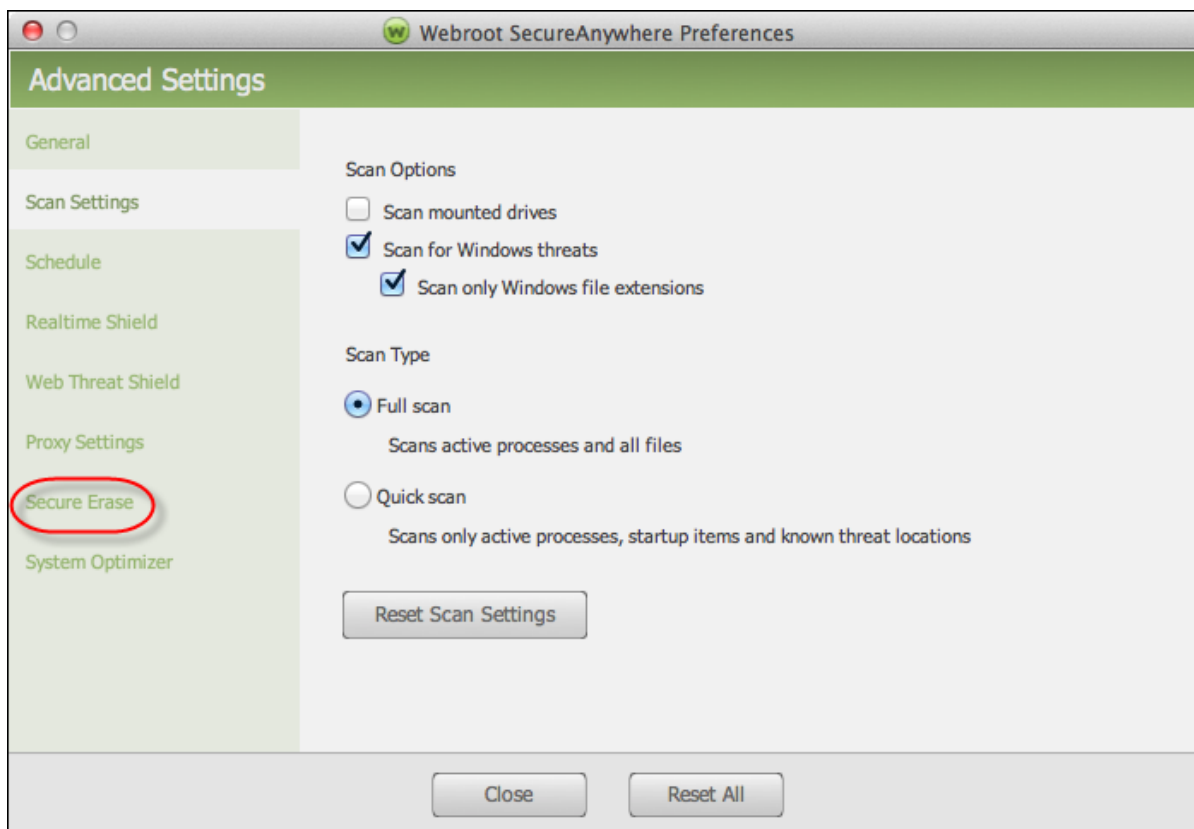 Webroot SecureAnywhere Preferences
Advanced Settings
General
Scan Settings
Schedule
Realtime Shield
Web Threat Shield
Proxy Settings
Secure Erase
System Optimizer
Scan Options
Scan mounted drives
Scan for Windows threats
Scan only Windows file extensions
Scan Type
Full scan
Scans active processes and all files
Quick scan
Scans only active processes, startup items and known threat locations
Reset Scan Settings
Close
Reset All